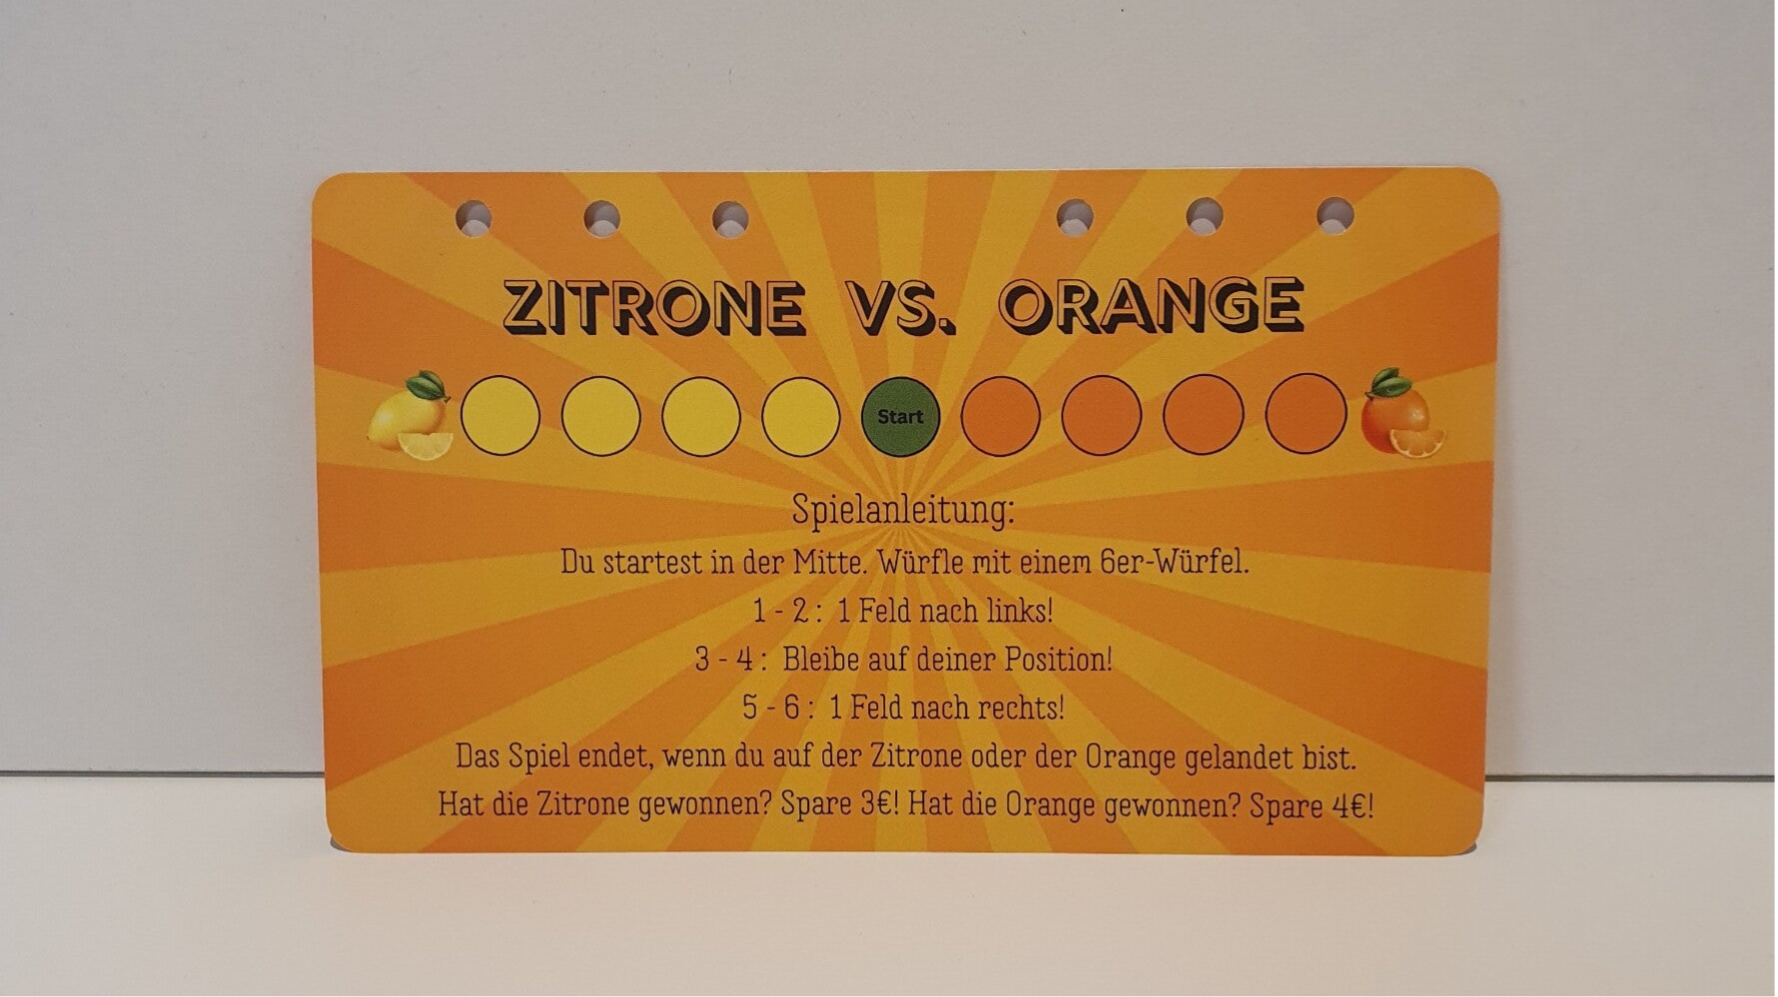 ZITRONE VS. ORANGE
Start
Spielanleitung:
Du startest in der Mitte. Würfle mit einem 6er-Würfel.
1 - 2 : 1 Feld nach links!
3 - 4 : Bleibe auf deiner Position!
5 - 6 : 1 Feld nach rechts!
Das Spiel endet, wenn du auf der Zitrone oder der Orange gelandet bist.
Hat die Zitrone gewonnen? Spare 3€! Hat die Orange gewonnen? Spare 4€!